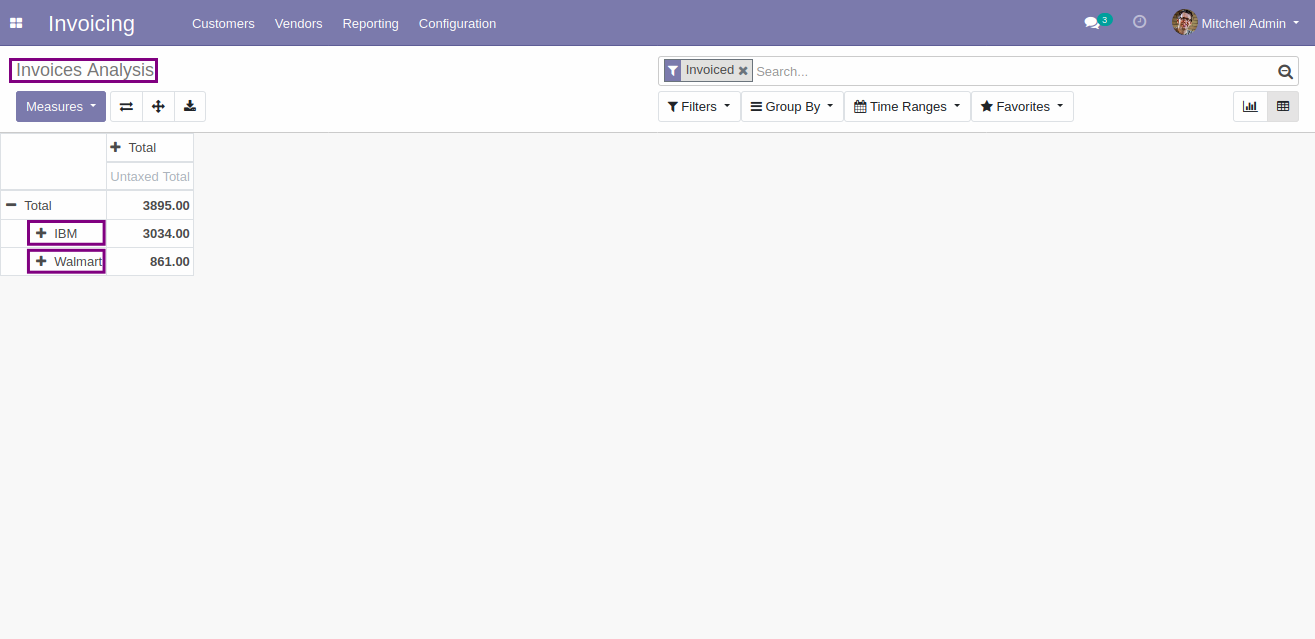 Invoicing Customers Vendors Reporting Configuration 3 Mitchell Admin
Invoices Analysis
Invoiced Search...
Measures Filters Group By Time Ranges Favorites
Total
Untaxed Total
Total 3895.00
IBM 3034.00
Walmart 861.00